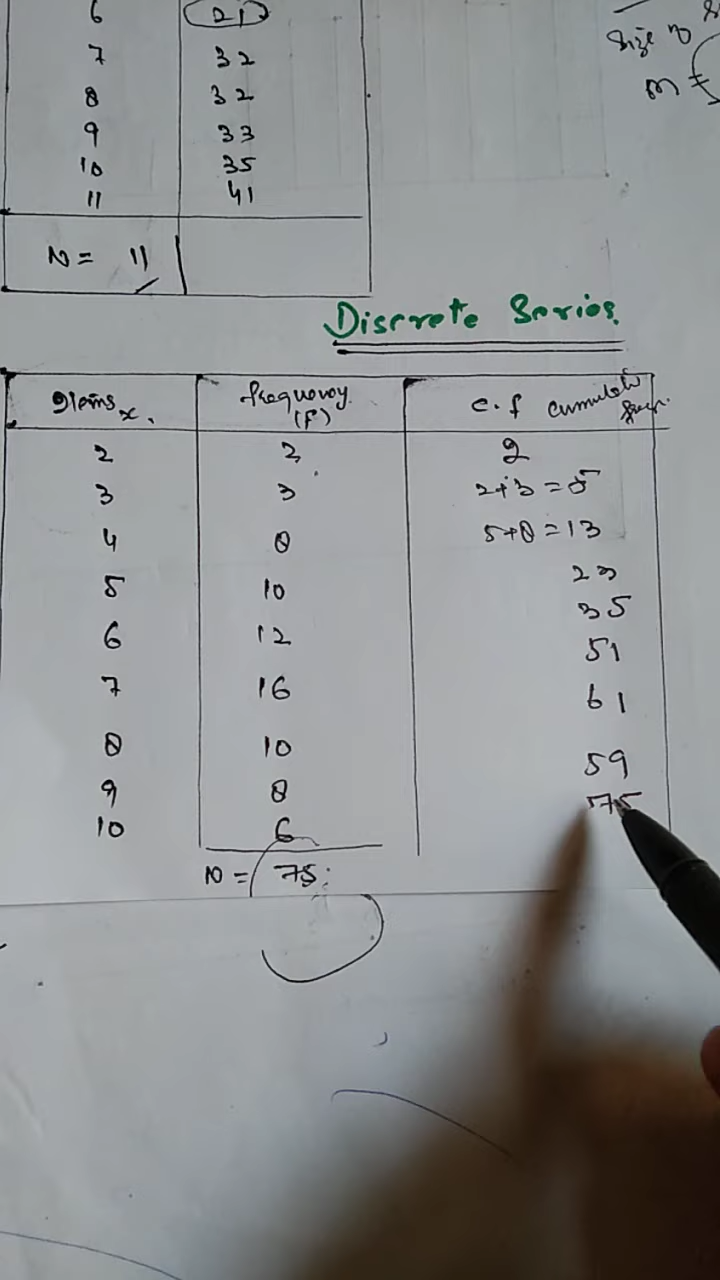 6 21
7 32
8 32
9 33
10 35
11 41
N = 11
Size of
m =
Discrete Series.
Items x. frequency (f) c.f cumulative
2 2 2
3 3 2+3 = 5
4 8 5+8 = 13
5 10 23
6 12 35
7 16 51
8 10 61
9 8 59
10 6 75
N = 75